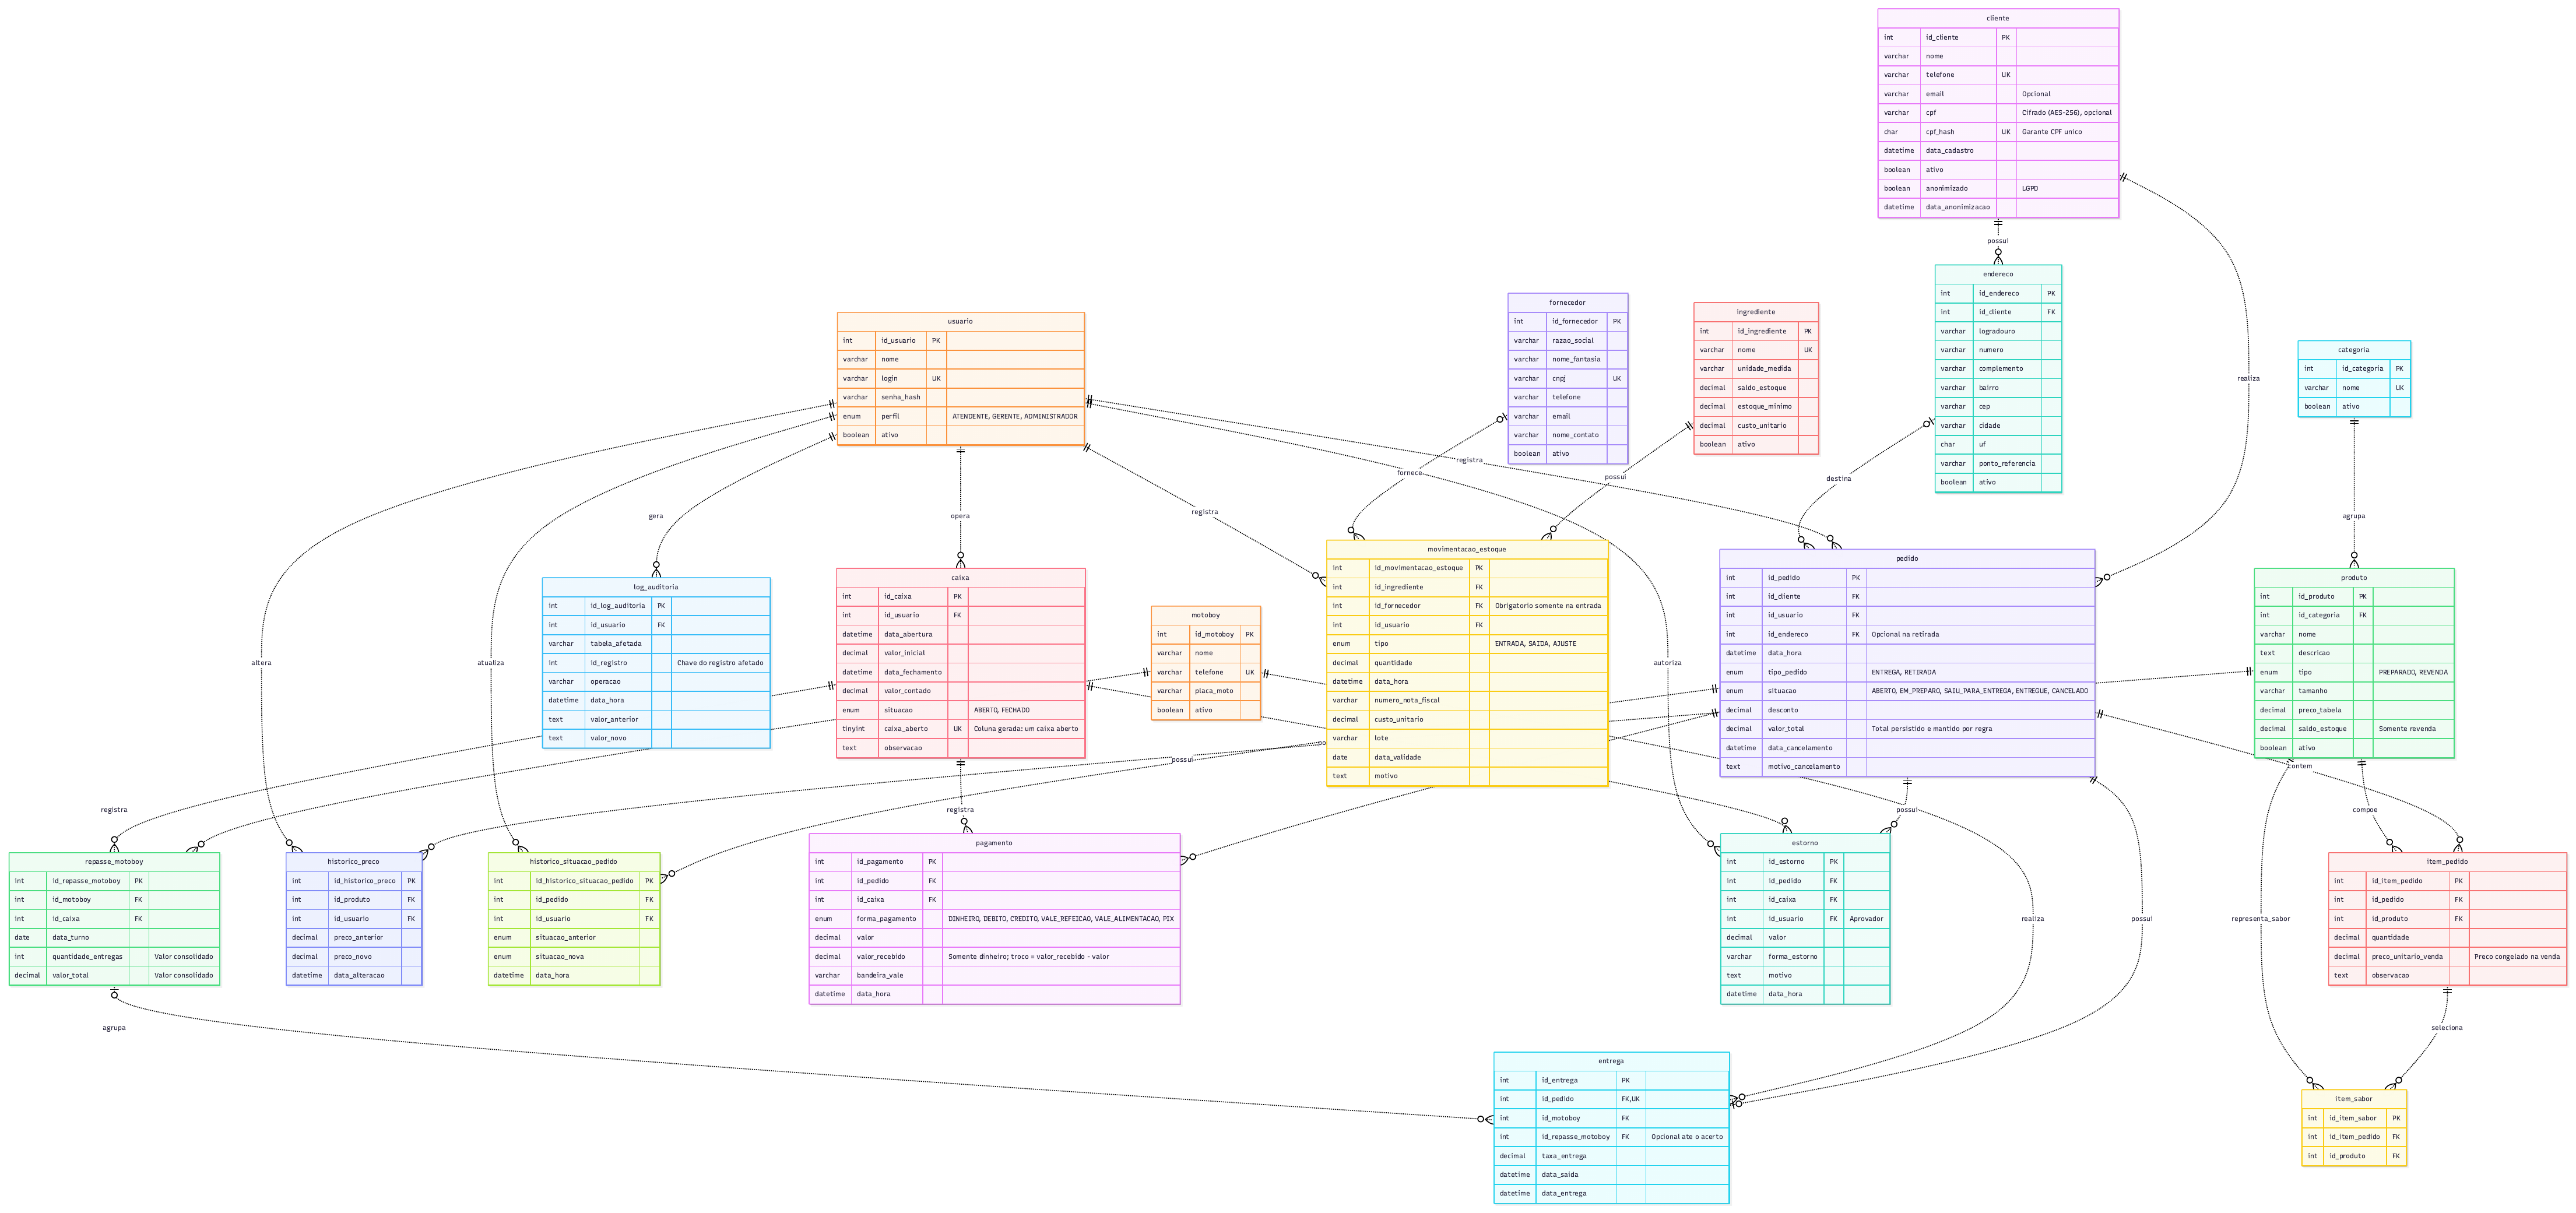 cliente
int id_cliente PK
varchar nome
varchar telefone UK
varchar email Opcional
varchar cpf Cifrado (AES-256), opcional
char cpf_hash UK Garante CPF unico
datetime data_cadastro
boolean ativo
boolean anonimizado LGPD
datetime data_anonimizacao
possui
realiza
endereco
int id_endereco PK
int id_cliente FK
varchar logradouro
varchar numero
varchar complemento
varchar bairro
varchar cep
varchar cidade
char uf
varchar ponto_referencia
boolean ativo
fornecedor
int id_fornecedor PK
varchar razao_social
varchar nome_fantasia
varchar cnpj UK
varchar telefone
varchar email
varchar nome_contato
boolean ativo
ingrediente
int id_ingrediente PK
varchar nome UK
varchar unidade_medida
decimal saldo_estoque
decimal estoque_minimo
decimal custo_unitario
boolean ativo
usuario
int id_usuario PK
varchar nome
varchar login UK
varchar senha_hash
enum perfil ATENDENTE, GERENTE, ADMINISTRADOR
boolean ativo
categoria
int id_categoria PK
varchar nome UK
boolean ativo
registra
fornece
possui
destina
gera
opera
registra
agrupa
altera
atualiza
autoriza
log_auditoria
int id_log_auditoria PK
int id_usuario FK
varchar tabela_afetada
int id_registro Chave do registro afetado
varchar operacao
datetime data_hora
text valor_anterior
text valor_novo
caixa
int id_caixa PK
int id_usuario FK
datetime data_abertura
decimal valor_inicial
datetime data_fechamento
decimal valor_contado
enum situacao ABERTO, FECHADO
tinyint caixa_aberto UK Coluna gerada: um caixa aberto
text observacao
motoboy
int id_motoboy PK
varchar nome
varchar telefone UK
varchar placa_moto
boolean ativo
movimentacao_estoque
int id_movimentacao_estoque PK
int id_ingrediente FK
int id_fornecedor FK Obrigatorio somente na entrada
int id_usuario FK
enum tipo ENTRADA, SAIDA, AJUSTE
decimal quantidade
datetime data_hora
varchar numero_nota_fiscal
decimal custo_unitario
varchar lote
date data_validade
text motivo
pedido
int id_pedido PK
int id_cliente FK
int id_usuario FK
int id_endereco FK Opcional na retirada
datetime data_hora
enum tipo_pedido ENTREGA, RETIRADA
enum situacao ABERTO, EM_PREPARO, SAIU_PARA_ENTREGA, ENTREGUE, CANCELADO
decimal desconto
decimal valor_total Total persistido e mantido por regra
datetime data_cancelamento
text motivo_cancelamento
produto
int id_produto PK
int id_categoria FK
varchar nome
text descricao
enum tipo PREPARADO, REVENDA
varchar tamanho
decimal preco_tabela
decimal saldo_estoque Somente revenda
boolean ativo
po
possui
contem
registra
registra
possui
compoe
repasse_motoboy
int id_repasse_motoboy PK
int id_motoboy FK
int id_caixa FK
date data_turno
int quantidade_entregas Valor consolidado
decimal valor_total Valor consolidado
historico_preco
int id_historico_preco PK
int id_produto FK
int id_usuario FK
decimal preco_anterior
decimal preco_novo
datetime data_alteracao
historico_situacao_pedido
int id_historico_situacao_pedido PK
int id_pedido FK
int id_usuario FK
enum situacao_anterior
enum situacao_nova
datetime data_hora
pagamento
int id_pagamento PK
int id_pedido FK
int id_caixa FK
enum forma_pagamento DINHEIRO, DEBITO, CREDITO, VALE_REFEICAO, VALE_ALIMENTACAO, PIX
decimal valor
decimal valor_recebido Somente dinheiro; troco = valor_recebido - valor
varchar bandeira_vale
datetime data_hora
estorno
int id_estorno PK
int id_pedido FK
int id_caixa FK
int id_usuario FK Aprovador
decimal valor
varchar forma_estorno
text motivo
datetime data_hora
item_pedido
int id_item_pedido PK
int id_pedido FK
int id_produto FK
decimal quantidade
decimal preco_unitario_venda Preco congelado na venda
text observacao
realiza
possui
representa_sabor
agrupa
seleciona
entrega
int id_entrega PK
int id_pedido FK,UK
int id_motoboy FK
int id_repasse_motoboy FK Opcional ate o acerto
decimal taxa_entrega
datetime data_saida
datetime data_entrega
item_sabor
int id_item_sabor PK
int id_item_pedido FK
int id_produto FK